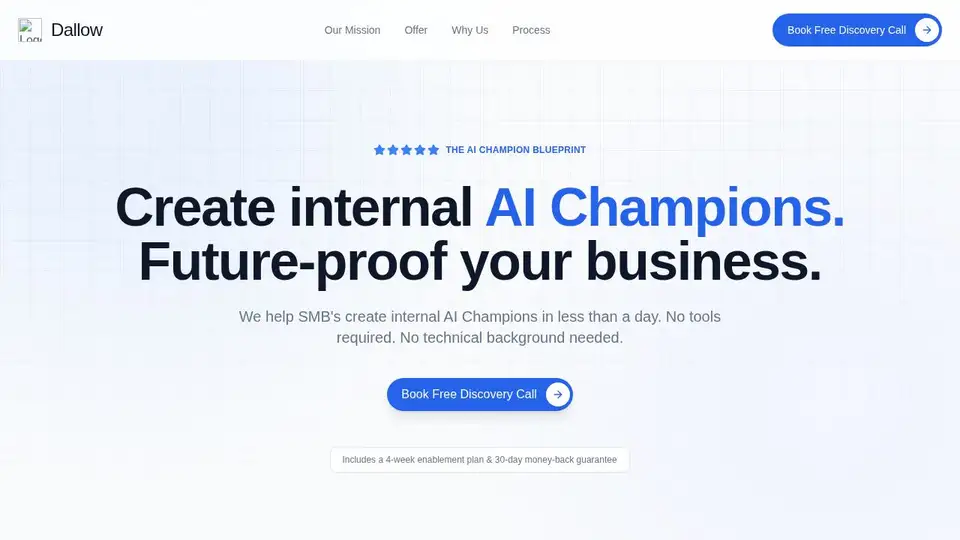 Logo
Dallow
Our Mission
Offer
Why Us
Process
Book Free Discovery Call
THE AI CHAMPION BLUEPRINT
Create internal AI Champions.
Future-proof your business.
We help SMB's create internal AI Champions in less than a day. No tools
required. No technical background needed.
Book Free Discovery Call
Includes a 4-week enablement plan & 30-day money-back guarantee